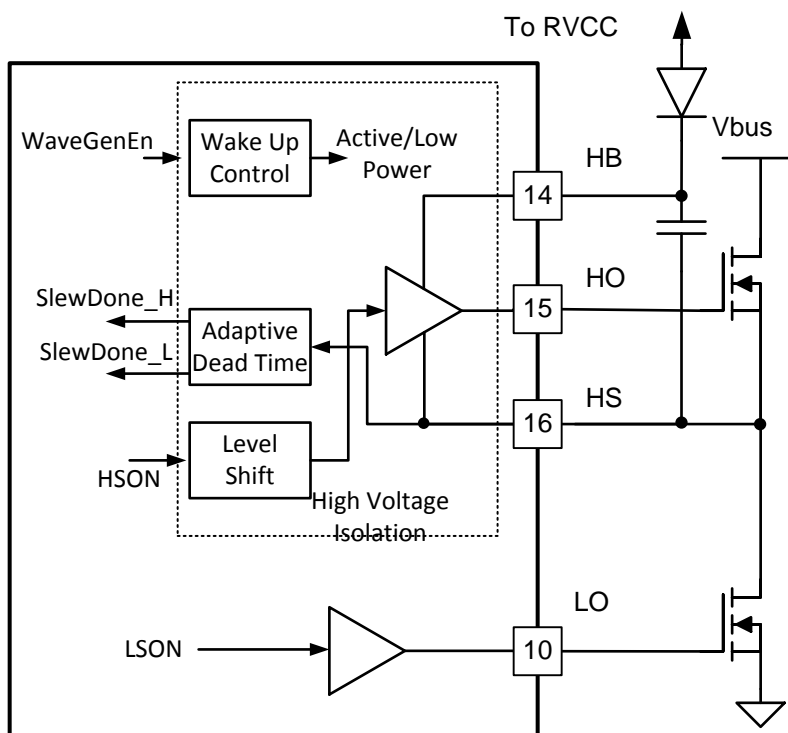 To RVCC
Vbus
WaveGenEn
Wake Up
Control
Active/Low
Power
HB
14
SlewDone_H
SlewDone_L
Adaptive
Dead Time
HO
15
HS
16
HSON
Level
Shift
High Voltage
Isolation
LO
LSON
10